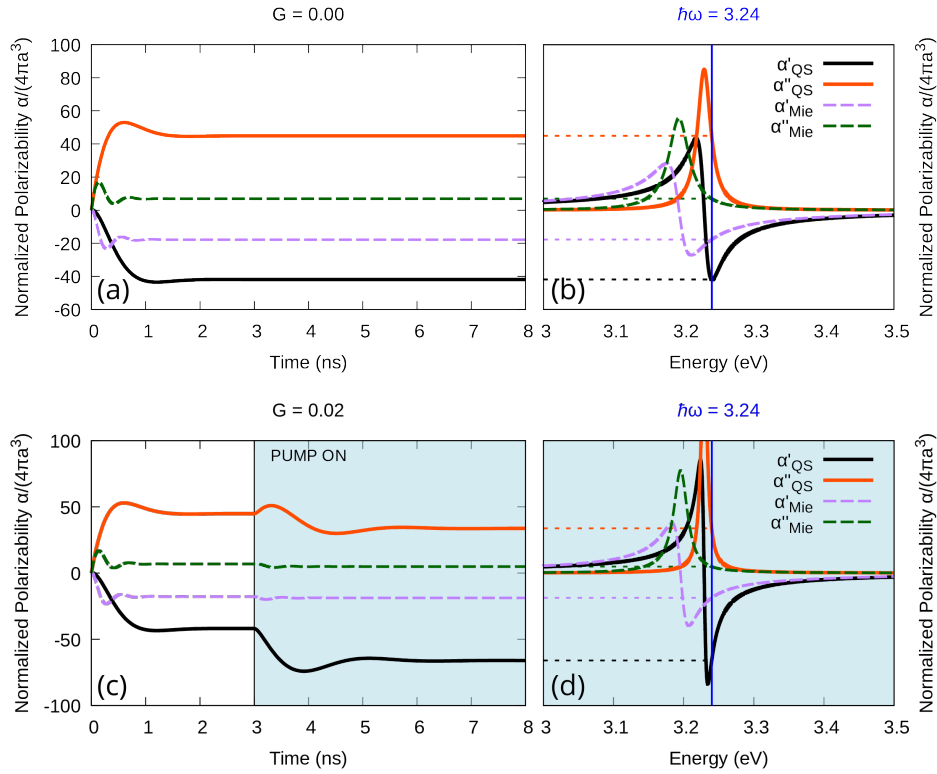 G = 0.00
ħω = 3.24
Normalized Polarizability α/(4πa³)
100
80
60
40
20
0
-20
-40
-60
(a)
0 1 2 3 4 5 6 7 8
Time (ns)
α'QS
α"QS
α'Mie
α"Mie
(b)
3 3.1 3.2 3.3 3.4 3.5
Energy (eV)
Normalized Polarizability α/(4πa³)
G = 0.02
ħω = 3.24
Normalized Polarizability α/(4πa³)
100
50
0
-50
-100
PUMP ON
(c)
0 1 2 3 4 5 6 7 8
Time (ns)
α'QS
α"QS
α'Mie
α"Mie
(d)
3 3.1 3.2 3.3 3.4 3.5
Energy (eV)
Normalized Polarizability α/(4πa³)